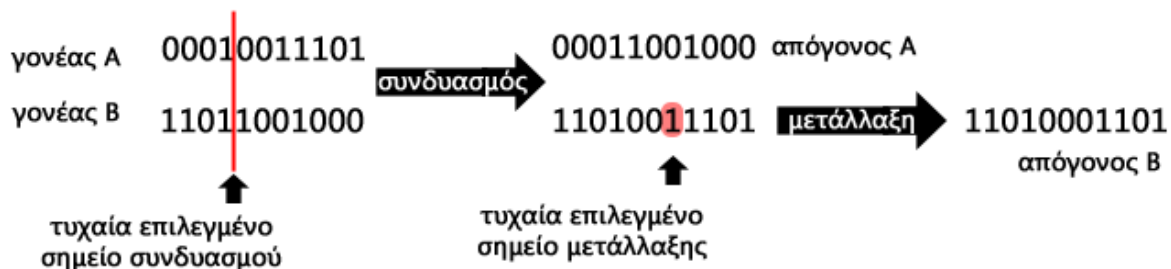 γονέας Α 00010011101 συνδυασμός 00011001000 απόγονος Α
γονέας Β 11011001000 11010011101 μετάλλαξη 11010001101
απόγονος Β
τυχαία επιλεγμένο
σημείο συνδυασμού
τυχαία επιλεγμένο
σημείο μετάλλαξης